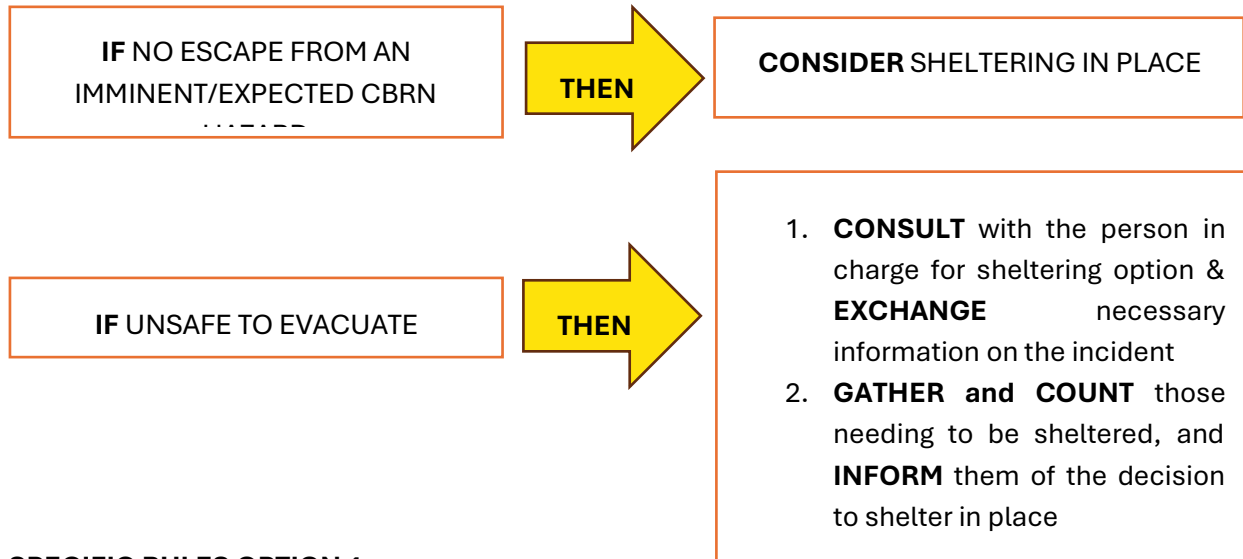 IF NO ESCAPE FROM AN
IMMINENT/EXPECTED CBRN
THEN
CONSIDER SHELTERING IN PLACE
IF UNSAFE TO EVACUATE
THEN
1. CONSULT with the person in
charge for sheltering option &
EXCHANGE necessary
information on the incident
2. GATHER and COUNT those
needing to be sheltered, and
INFORM them of the decision
to shelter in place